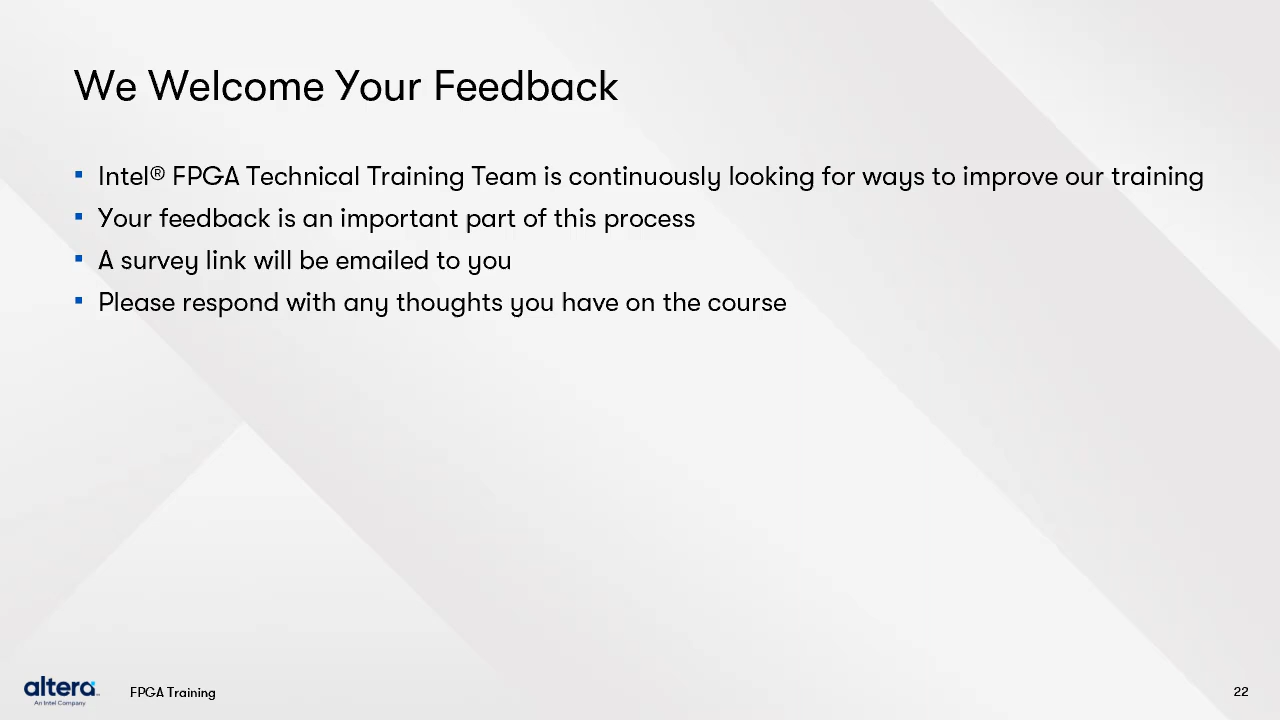 We Welcome Your Feedback
▪ Intel® FPGA Technical Training Team is continuously looking for ways to improve our training
▪ Your feedback is an important part of this process
▪ A survey link will be emailed to you
▪ Please respond with any thoughts you have on the course
altera™
An Intel Company
FPGA Training
22